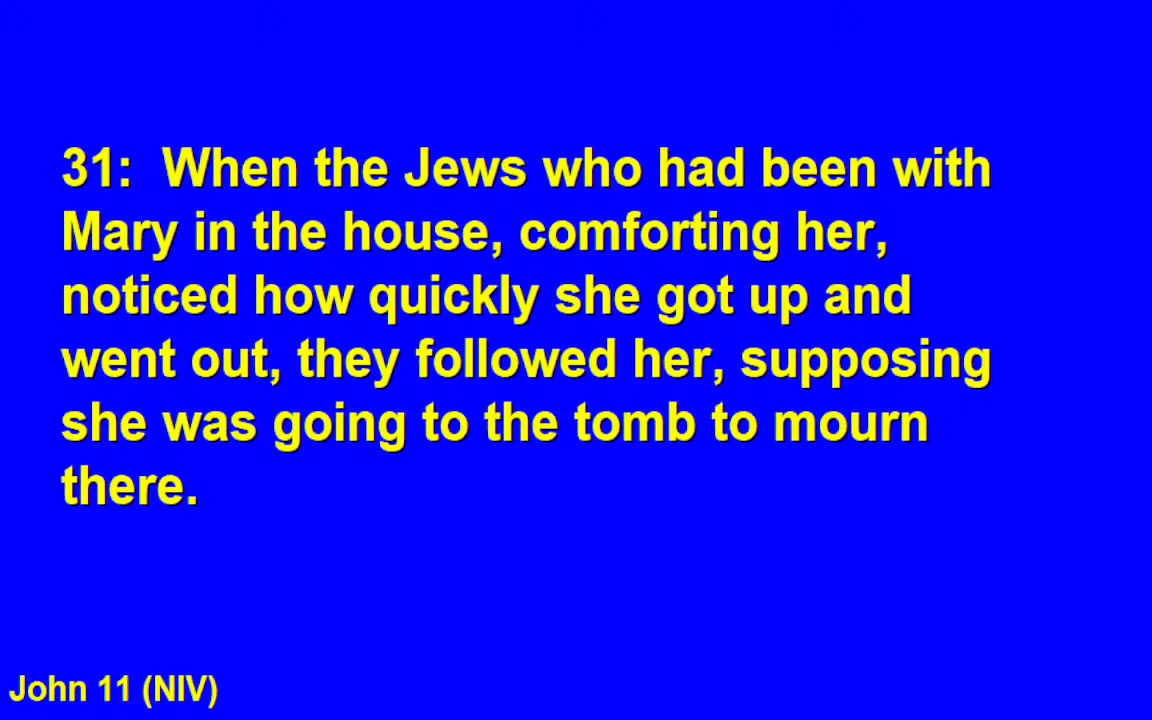 31:  When the Jews who had been with
Mary in the house, comforting her,
noticed how quickly she got up and
went out, they followed her, supposing
she was going to the tomb to mourn
there.
John 11 (NIV)